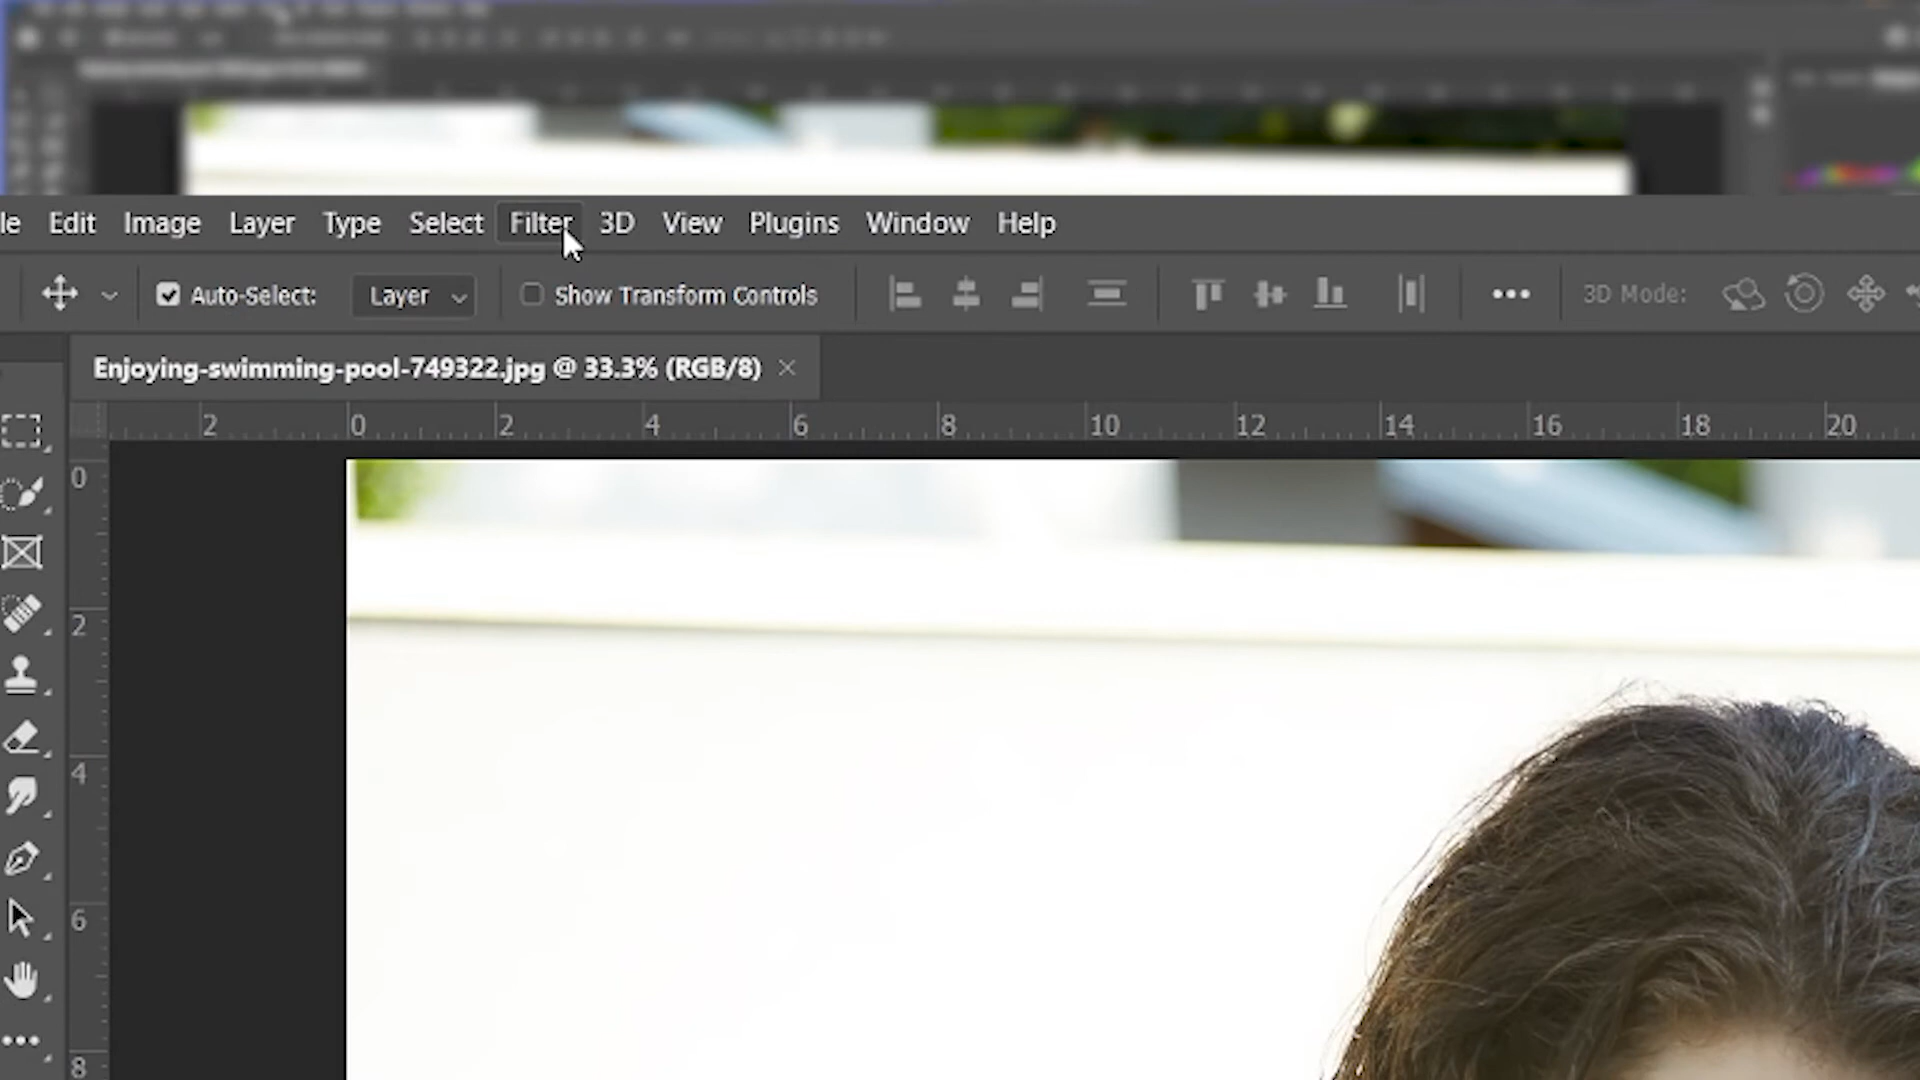 le Edit Image Layer Type Select Filter 3D View Plugins Window Help
Auto-Select: Layer Show Transform Controls 3D Mode:
Enjoying-swimming-pool-749322.jpg @ 33.3% (RGB/8) ×
2 0 2 4 6 8 10 12 14 16 18 20
0
2
4
6
8